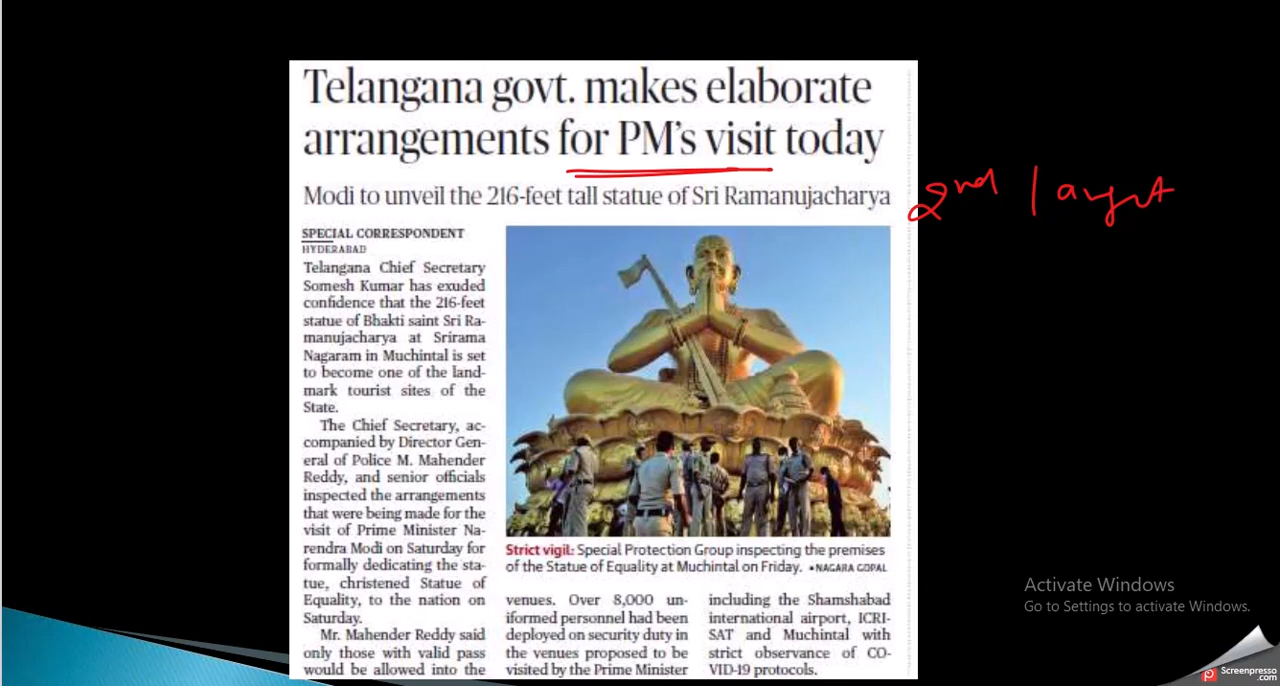 Telangana govt. makes elaborate
arrangements for PM's visit today
Modi to unveil the 216-feet tall statue of Sri Ramanujacharya
2nd
SPECIAL CORRESPONDENT
HYDERABAD
Telangana Chief Secretary
Somesh Kumar has exuded
confidence that the 216-feet
statue of Bhakti saint Sri Ra-
manujacharya at Srirama
Nagaram in Muchintal is set
to become one of the land-
mark tourist sites of the
State.
The Chief Secretary, ac-
companied by Director Gen-
eral of Police M. Mahender
Reddy, and senior officials
inspected the arrangements
that were being made for the
visit of Prime Minister Na-
rendra Modi on Saturday for
formally dedicating the sta-
tue, christened Statue of
Equality, to the nation on
Saturday.
Mr. Mahender Reddy said
only those with valid pass
would be allowed into the
Strict vigil: Special Protection Group inspecting the premises
of the Statue of Equality at Muchintal on Friday. •NAGARA GOPAL
venues. Over 8,000 un-
iformed personnel had been
deployed on security duty in
the venues proposed to be
visited by the Prime Minister
including the Shamshabad
international airport, ICRI-
SAT and Muchintal with
strict observance of CO-
VID-19 protocols.
Activate Windows
Go to Settings to activate Windows.
Screenpresso
.com